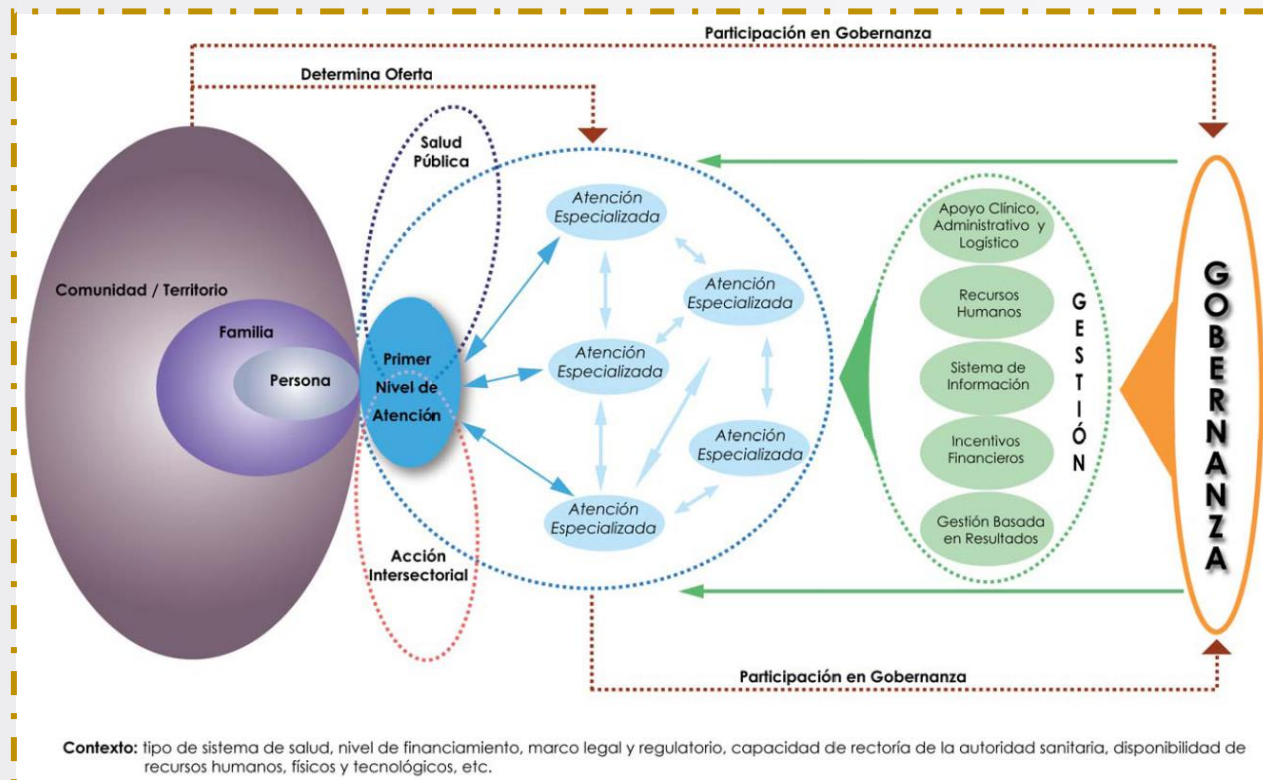 Participación en Gobernanza
Determina Oferta
Salud
Pública
Comunidad / Territorio
Familia
Persona
Primer
Nivel de
Atención
Acción
Intersectorial
Atención
Especializada
Atención
Especializada
Atención
Especializada
Atención
Especializada
Atención
Especializada
Apoyo Clínico,
Administrativo y
Logístico
Recursos
Humanos
Sistema de
Información
Incentivos
Financieros
Gestión Basada
en Resultados
GESTIÓN
GOBERNANZA
Participación en Gobernanza
Contexto: tipo de sistema de salud, nivel de financiamiento, marco legal y regulatorio, capacidad de rectoría de la autoridad sanitaria, disponibilidad de
recursos humanos, físicos y tecnológicos, etc.